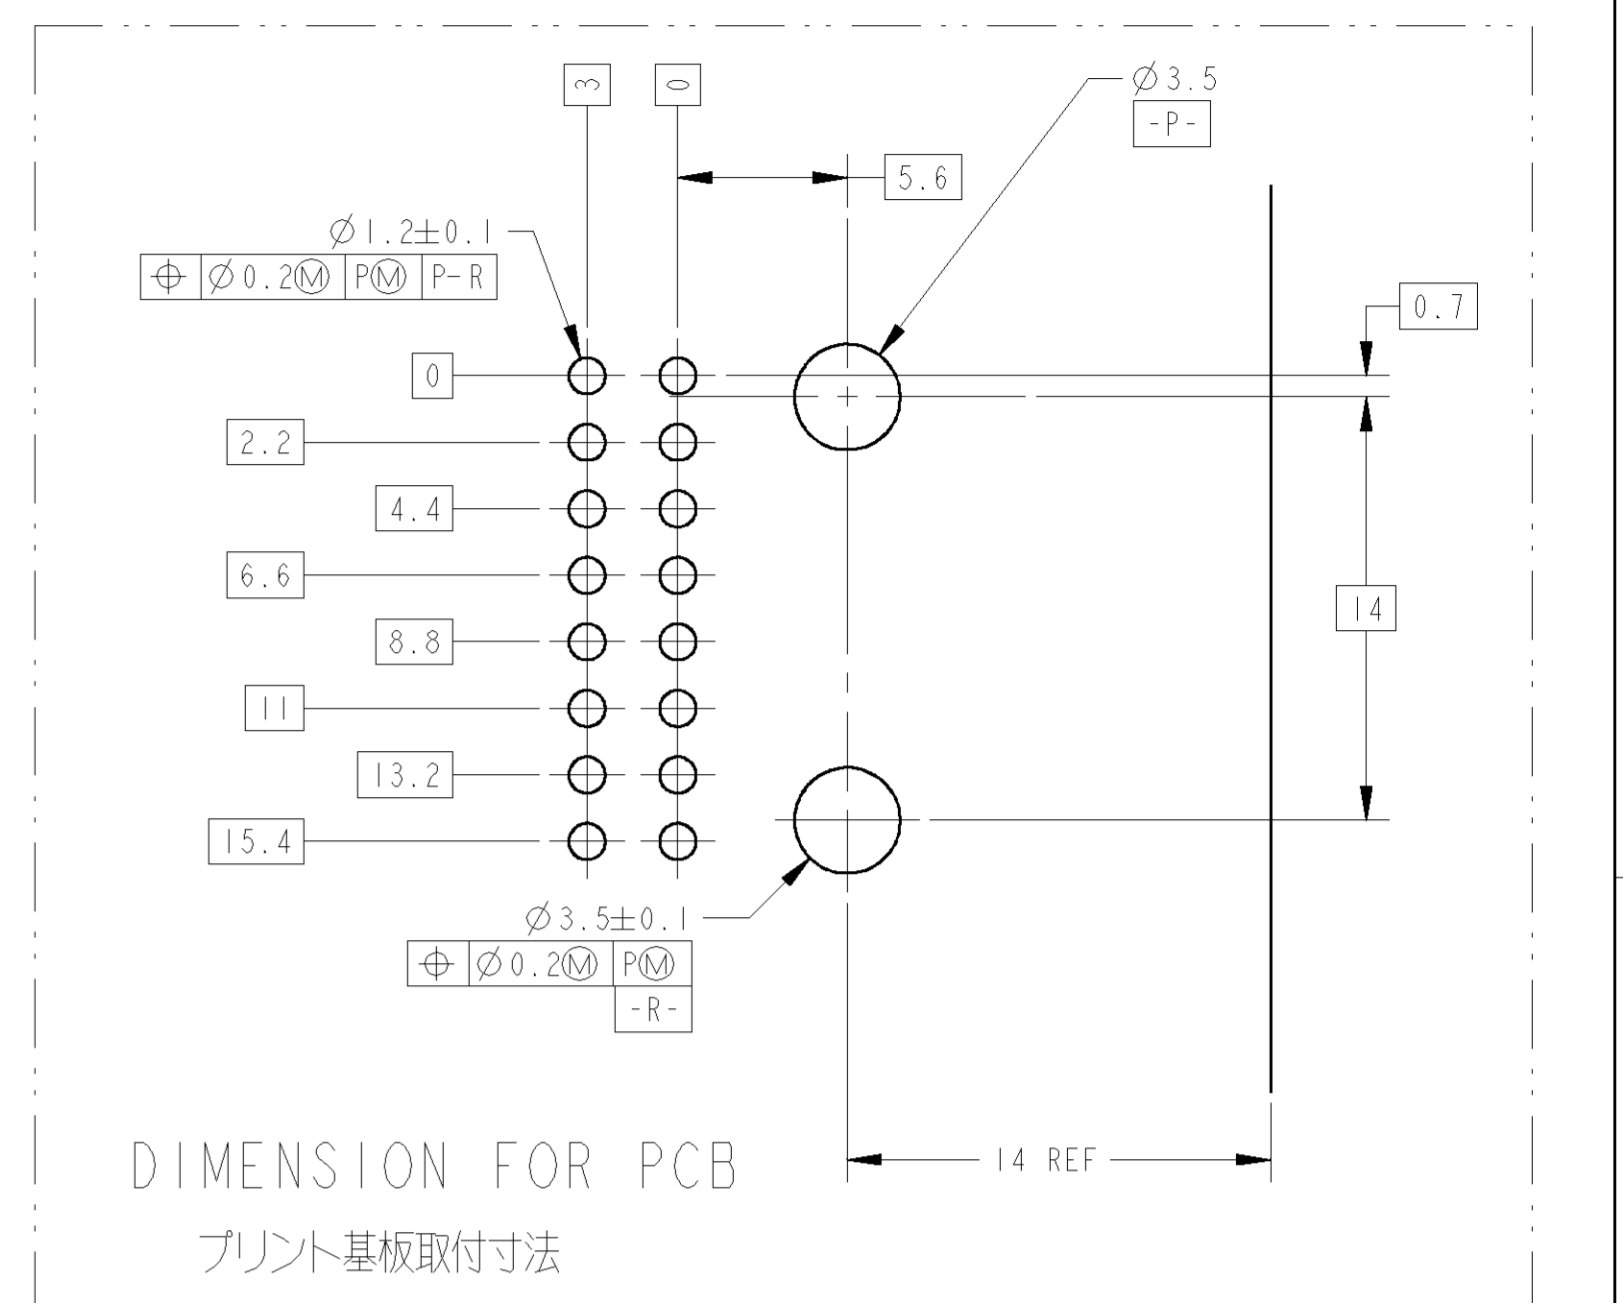 3
0
Ø3.5
-P-
5.6
Ø1.2±0.1
⌖ Ø0.2Ⓜ PⓂ P-R
0.7
0
2.2
4.4
6.6
8.8
11
13.2
15.4
14
Ø3.5±0.1
⌖ Ø0.2Ⓜ PⓂ
-R-
14 REF
DIMENSION FOR PCB
プリント基板取付寸法